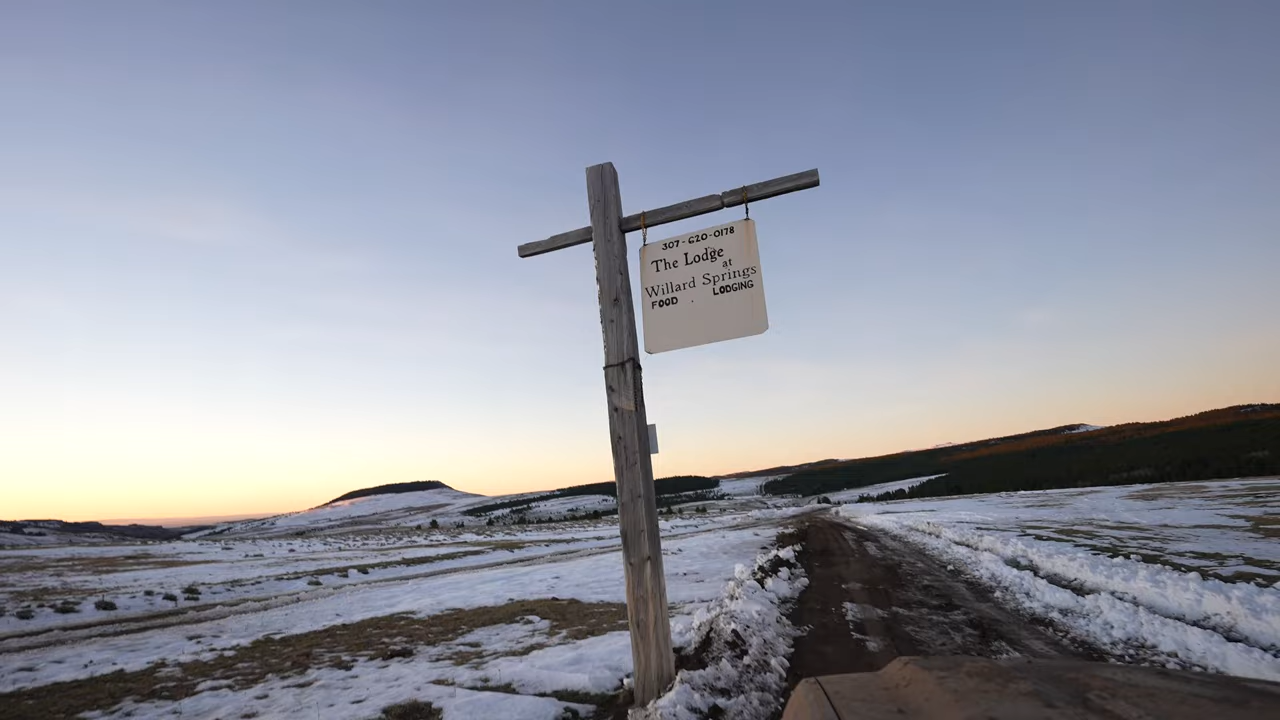 307-620-0178
The Lodge
at
Willard Springs
FOOD . LODGING